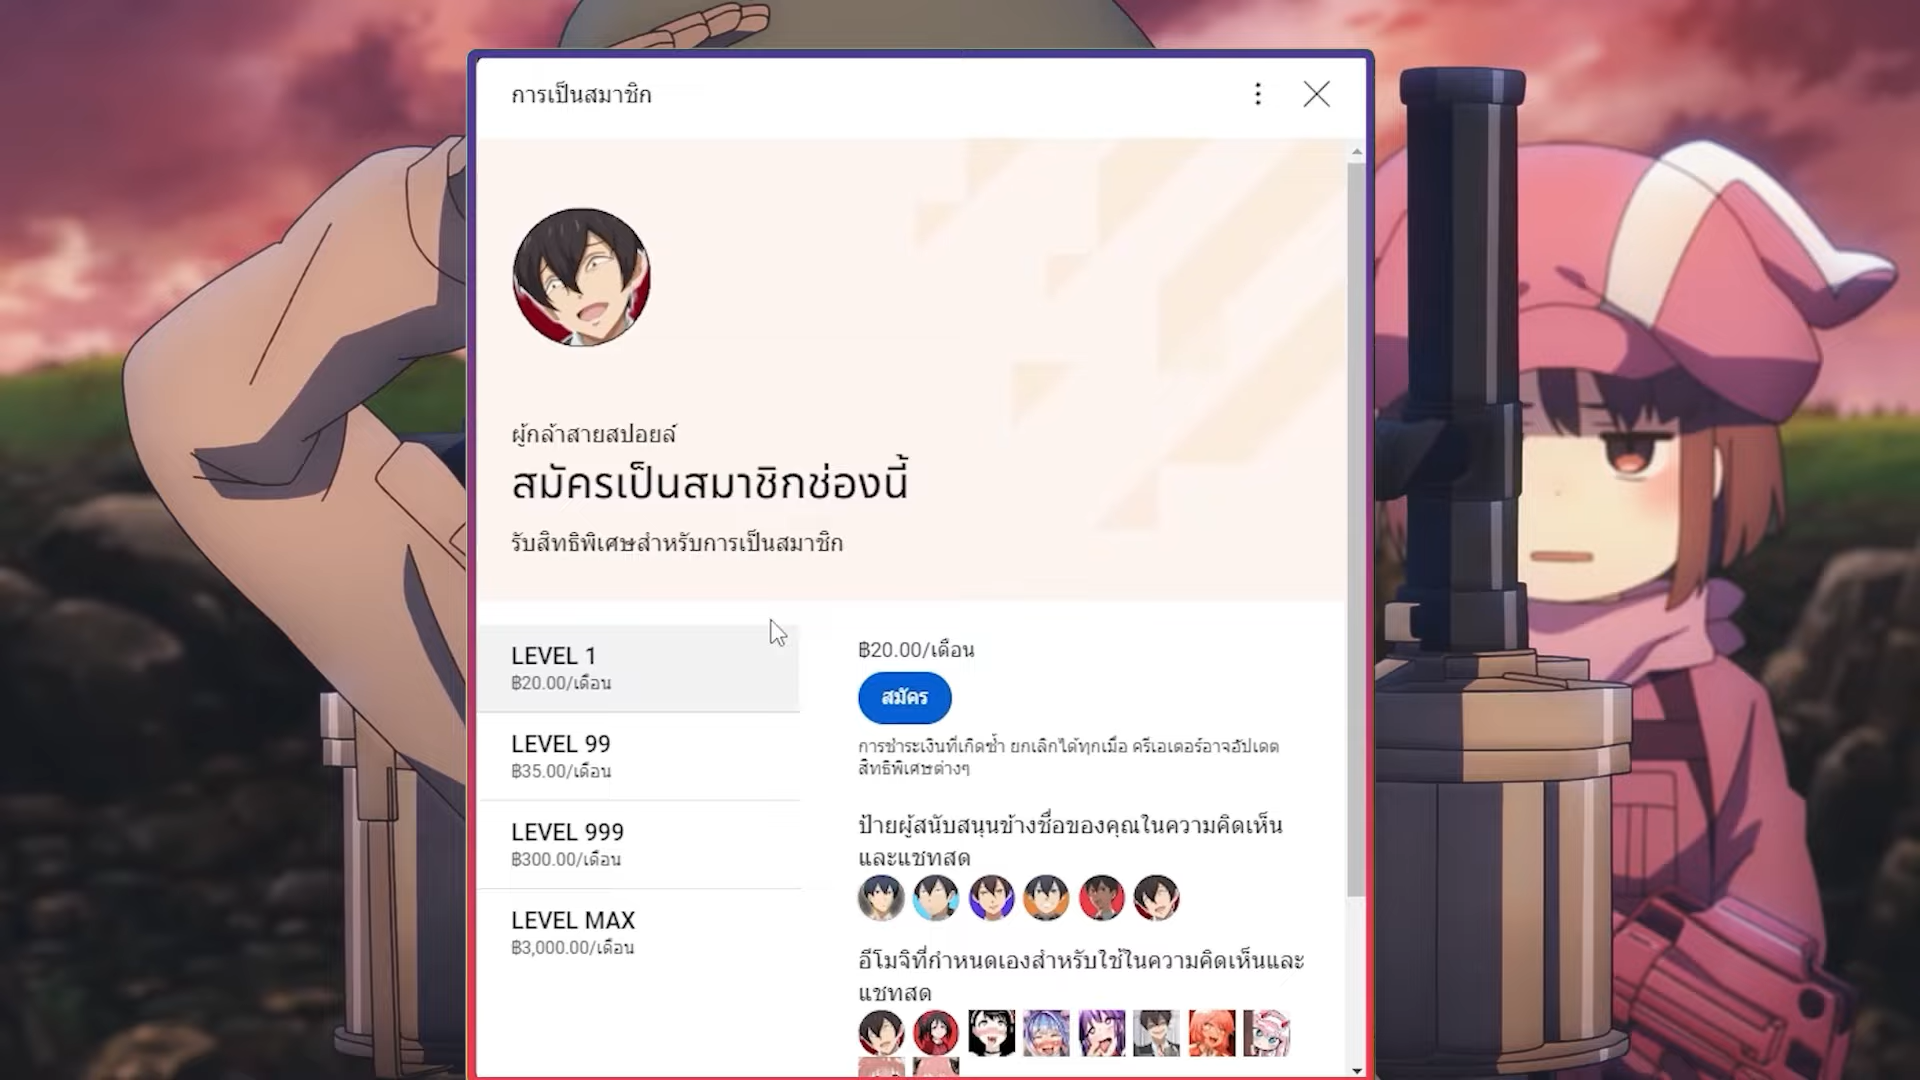 การเป็นสมาชิก
ผู้กล้าสายสปอยล์
สมัครเป็นสมาชิกช่องนี้
รับสิทธิพิเศษสำหรับการเป็นสมาชิก
LEVEL 1
฿20.00/เดือน
LEVEL 99
฿35.00/เดือน
LEVEL 999
฿300.00/เดือน
LEVEL MAX
฿3,000.00/เดือน
฿20.00/เดือน
สมัคร
การชำระเงินที่เกิดซ้ำ ยกเลิกได้ทุกเมื่อ ครีเอเตอร์อาจอัปเดต
สิทธิพิเศษต่างๆ
ป้ายผู้สนับสนุนข้างชื่อของคุณในความคิดเห็น
และแชทสด
อีโมจิที่กำหนดเองสำหรับใช้ในความคิดเห็นและ
แชทสด